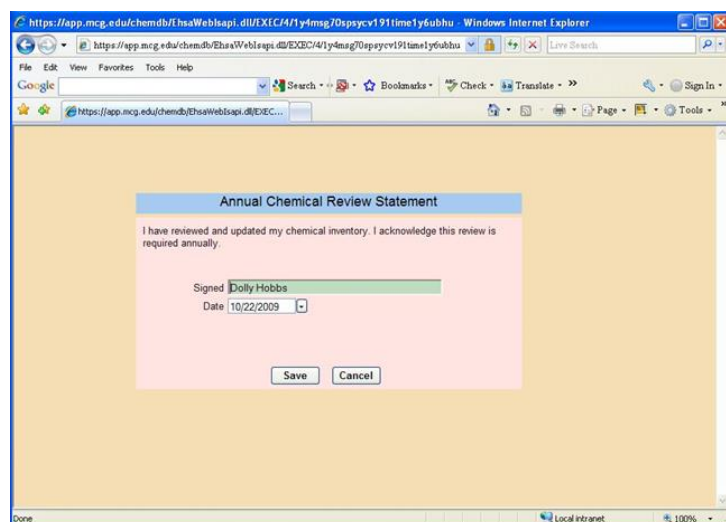 https://app.mcg.edu/chemdb/EhsaWebIsapi.dll/EXEC/4/1y4msg70spsycv191time1y6ubhu - Windows Internet Explorer
https://app.mcg.edu/chemdb/EhsaWebIsapi.dll/EXEC/4/1y4msg70spsycv191time1y6ubhu Live Search
File Edit View Favorites Tools Help
Google Search Bookmarks Check Translate Sign In
https://app.mcg.edu/chemdb/EhsaWebIsapi.dll/EXEC... Page Tools
Annual Chemical Review Statement
I have reviewed and updated my chemical inventory. I acknowledge this review is
required annually.
Signed Dolly Hobbs
Date 10/22/2009
Save Cancel
Done Local intranet 100%